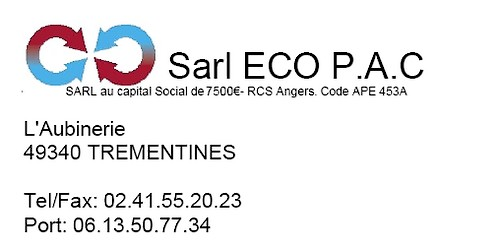 Sarl ECO P.A.C
SARL au capital Social de 7500€- RCS Angers. Code APE 453A
L'Aubinerie
49340 TREMENTINES
Tel/Fax: 02.41.55.20.23
Port: 06.13.50.77.34